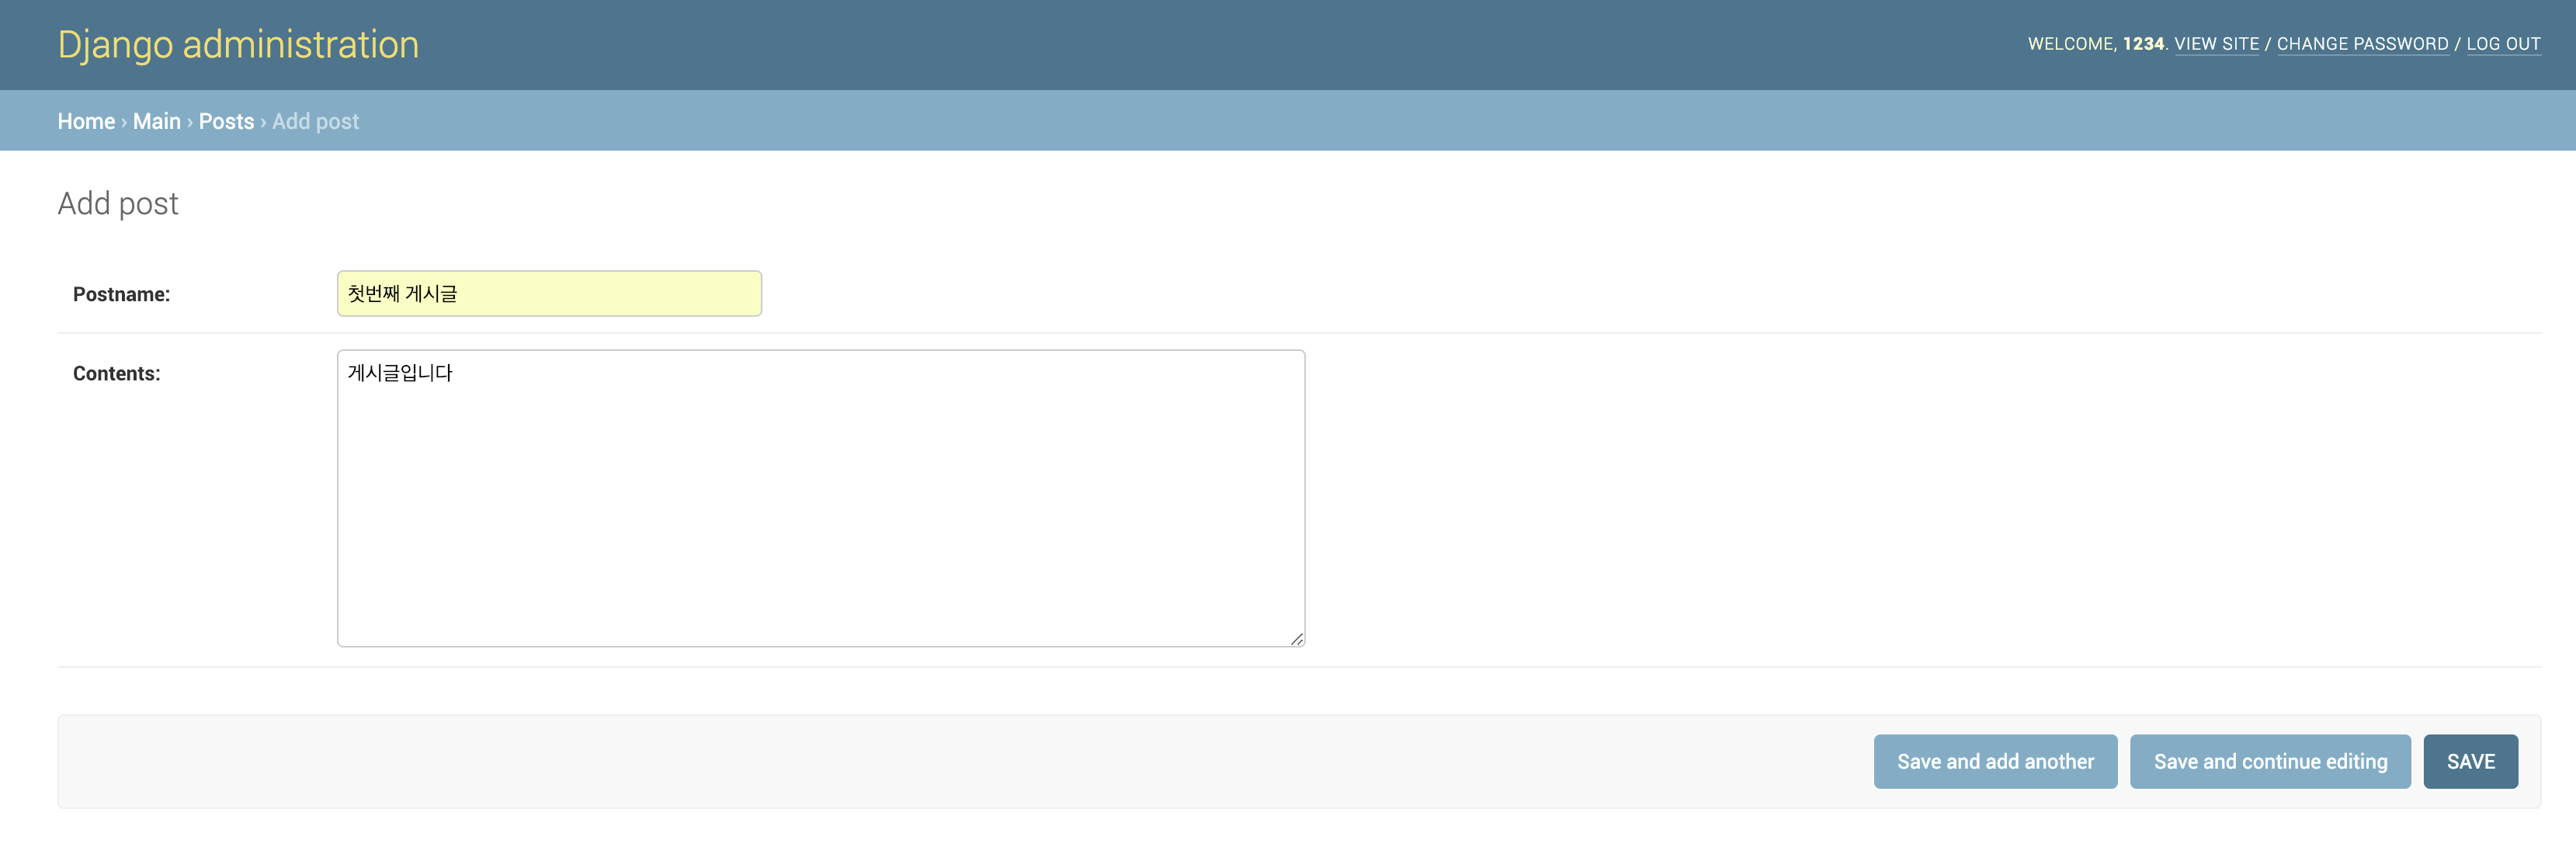 Django administration
WELCOME, 1234. VIEW SITE / CHANGE PASSWORD / LOG OUT
Home › Main › Posts › Add post
Add post
Postname: 첫번째 게시글
Contents: 게시글입니다
Save and add another Save and continue editing SAVE